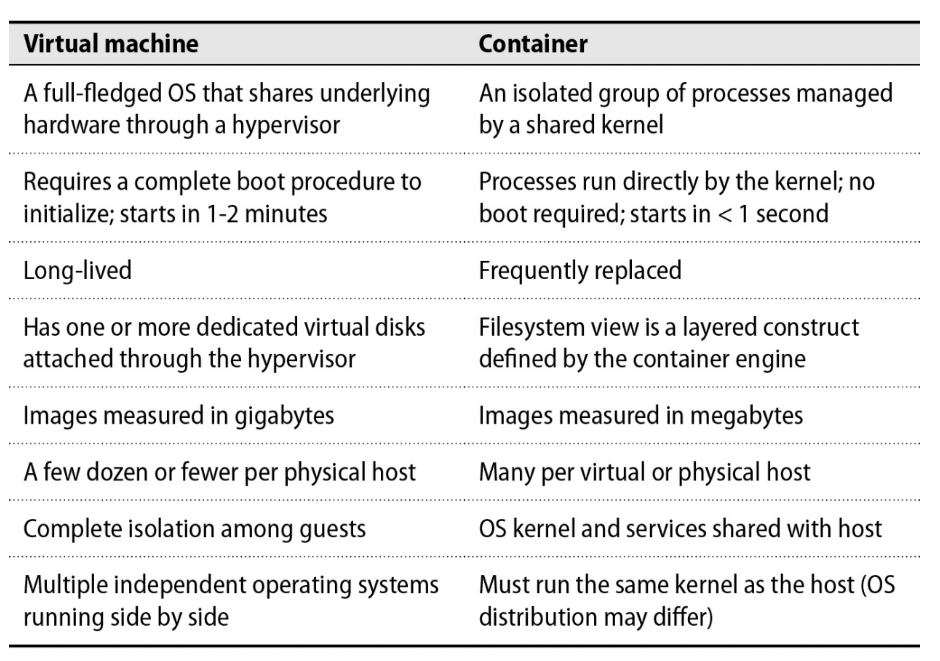 Virtual machine	Container
A full-fledged OS that shares underlying	An isolated group of processes managed
hardware through a hypervisor	by a shared kernel
Requires a complete boot procedure to	Processes run directly by the kernel; no
initialize; starts in 1-2 minutes	boot required; starts in < 1 second
Long-lived	Frequently replaced
Has one or more dedicated virtual disks	Filesystem view is a layered construct
attached through the hypervisor	defined by the container engine
Images measured in gigabytes	Images measured in megabytes
A few dozen or fewer per physical host	Many per virtual or physical host
Complete isolation among guests	OS kernel and services shared with host
Multiple independent operating systems	Must run the same kernel as the host (OS
running side by side	distribution may differ)